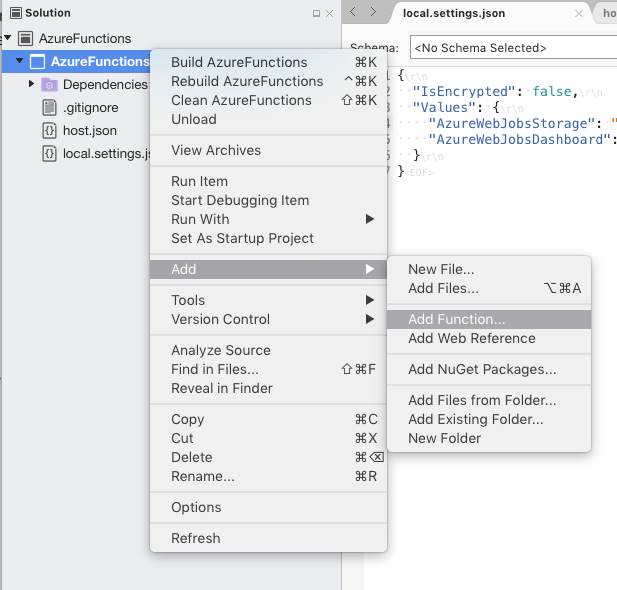 Solution
AzureFunctions
AzureFunctions
Dependencies
.gitignore
host.json
local.settings.js
Build AzureFunctions ⌘K
Rebuild AzureFunctions ^⌘K
Clean AzureFunctions ⇧⌘K
Unload
View Archives
Run Item
Start Debugging Item
Run With
Set As Startup Project
Add
Tools
Version Control
Analyze Source
Find in Files... ⇧⌘F
Reveal in Finder
Copy ⌘C
Cut ⌘X
Delete ⌘⌫
Rename... ⌘R
Options
Refresh
New File...
Add Files... ⌥⌘A
Add Function...
Add Web Reference
Add NuGet Packages...
Add Files from Folder...
Add Existing Folder...
New Folder
local.settings.json
ho
Schema: <No Schema Selected>
1 {\r\n
2 "IsEncrypted": false,\r\n
3 "Values": {\r\n
4 "AzureWebJobsStorage": "
5 "AzureWebJobsDashboard":
6 }\r\n
7 }<EOF>